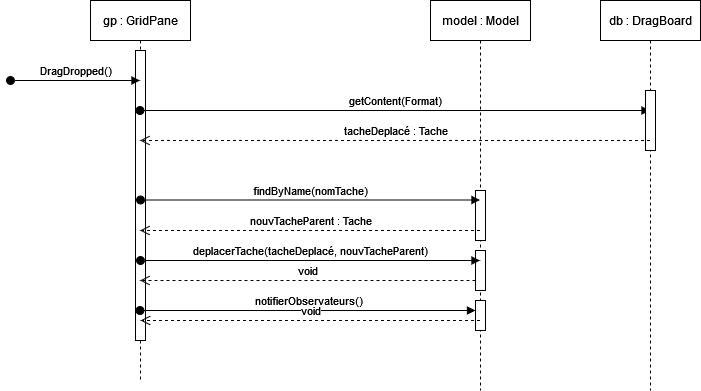 gp : GridPane
model : Model
db : DragBoard
DragDropped()
getContent(Format)
tacheDeplacé : Tache
findByName(nomTache)
nouvTacheParent : Tache
deplacerTache(tacheDeplacé, nouvTacheParent)
void
notifierObservateurs()
void